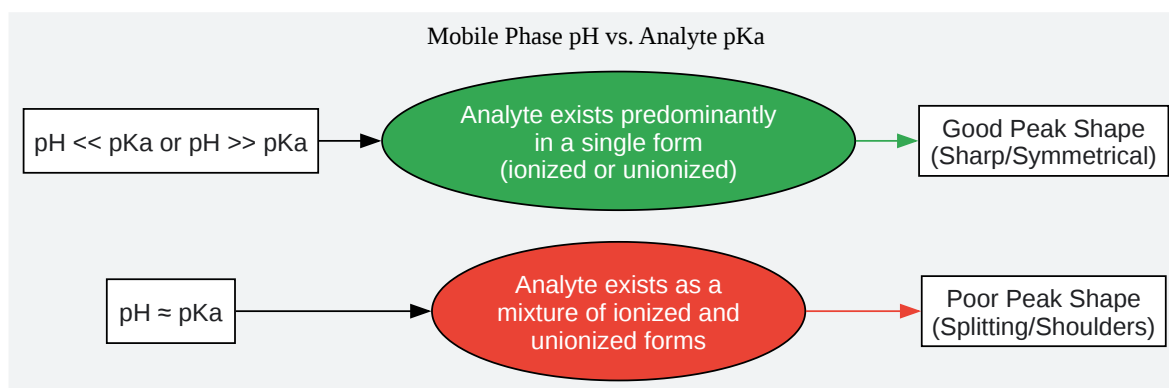 Mobile Phase pH vs. Analyte pKa
pH << pKa or pH >> pKa
Analyte exists predominantly
in a single form
(ionized or unionized)
Good Peak Shape
(Sharp/Symmetrical)
pH ≈ pKa
Analyte exists as a
mixture of ionized and
unionized forms
Poor Peak Shape
(Splitting/Shoulders)